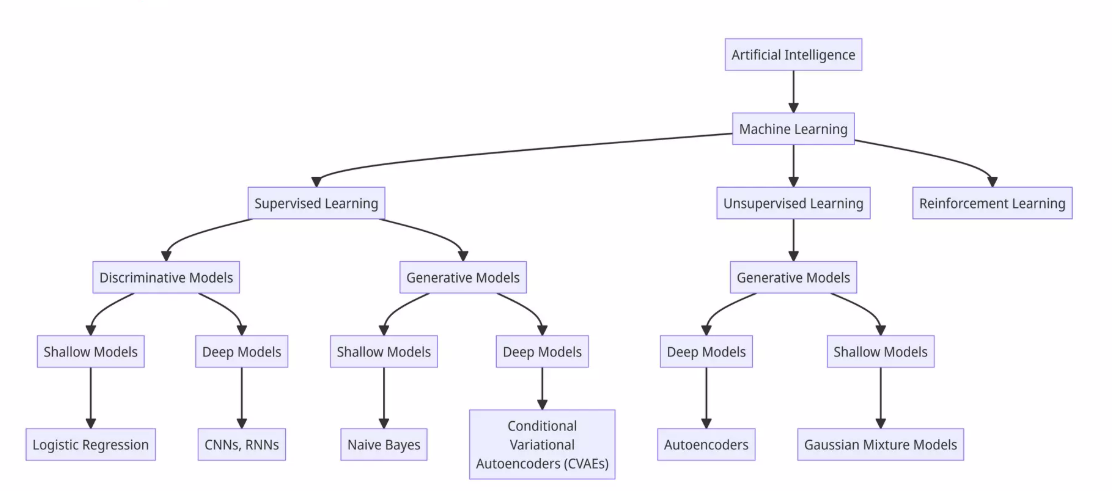 Artificial Intelligence
Machine Learning
Supervised Learning
Unsupervised Learning
Reinforcement Learning
Discriminative Models
Generative Models
Generative Models
Shallow Models
Deep Models
Shallow Models
Deep Models
Deep Models
Shallow Models
Logistic Regression
CNNs, RNNs
Naive Bayes
Conditional
Variational
Autoencoders (CVAEs)
Autoencoders
Gaussian Mixture Models